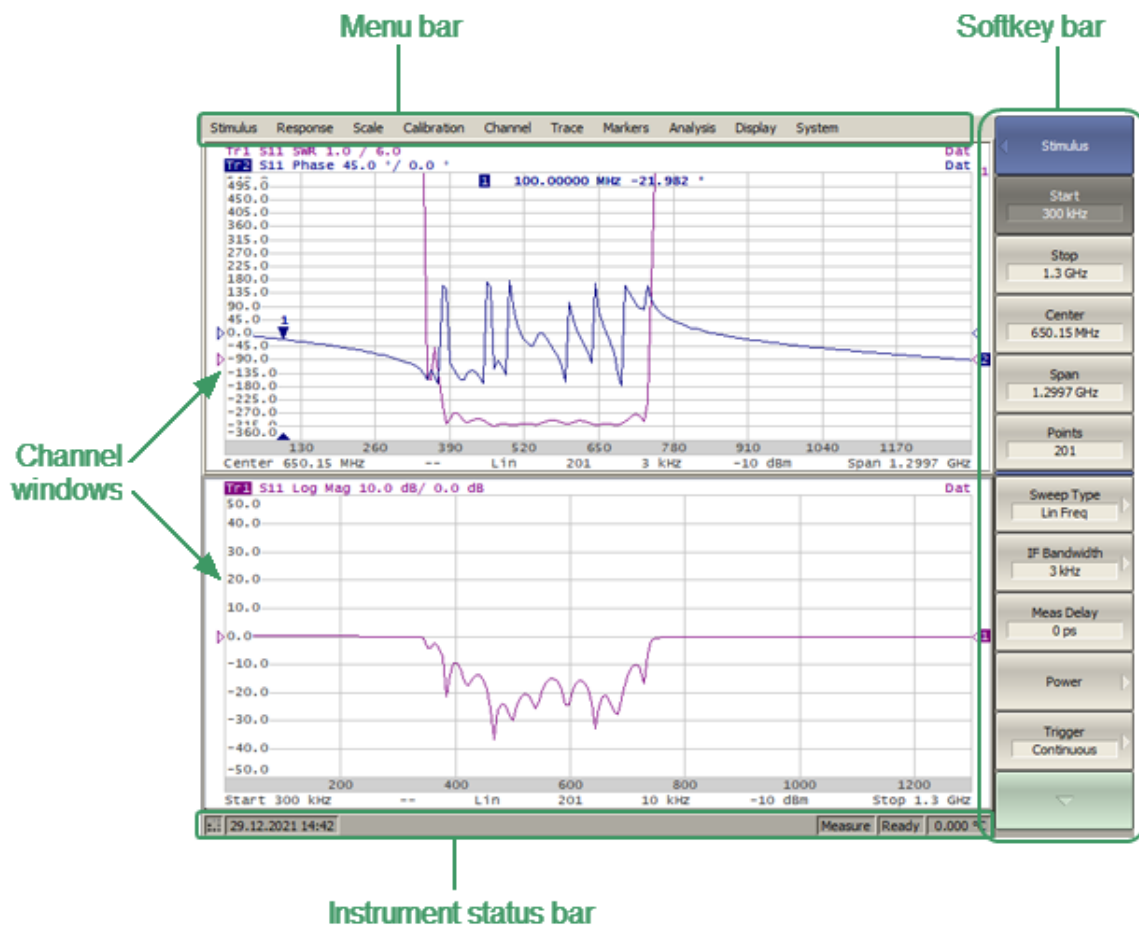 Menu bar
Softkey bar
Stimulus Response Scale Calibration Channel Trace Markers Analysis Display System
Tr1 S11 SWR 1.0 / 6.0 Dat
Tr2 S11 Phase 45.0 °/ 0.0 ° Dat
1
1 100.00000 MHz -21.982 °
495.0
450.0
405.0
360.0
315.0
270.0
225.0
180.0
135.0
90.0
45.0
1
0.0
-45.0
-90.0
2
-135.0
-180.0
-225.0
-270.0
-315.0
-360.0
130 260 390 520 650 780 910 1040 1170
Center 650.15 MHz -- Lin 201 3 kHz -10 dBm Span 1.2997 GHz
Channel
windows
Tr1 S11 Log Mag 10.0 dB/ 0.0 dB Dat
50.0
40.0
30.0
20.0
10.0
0.0
1
-10.0
-20.0
-30.0
-40.0
-50.0
200 400 600 800 1000 1200
Start 300 kHz -- Lin 201 10 kHz -10 dBm Stop 1.3 GHz
29.12.2021 14:42 Measure Ready 0.000 °C
Stimulus
Start
300 kHz
Stop
1.3 GHz
Center
650.15 MHz
Span
1.2997 GHz
Points
201
Sweep Type
Lin Freq
IF Bandwidth
3 kHz
Meas Delay
0 ps
Power
Trigger
Continuous
Instrument status bar